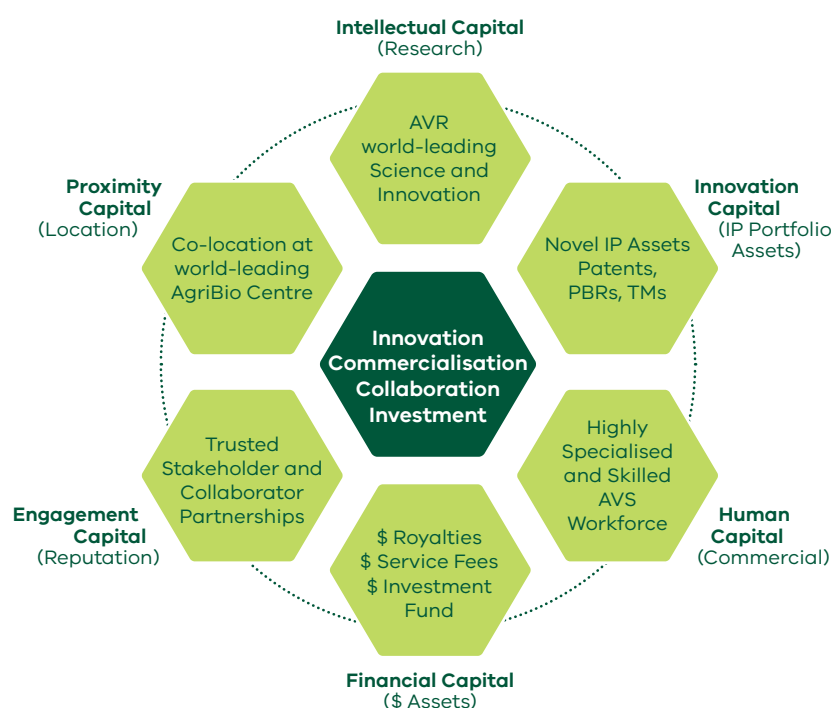 Intellectual Capital
(Research)
AVR
world-leading
Science and
Innovation
Innovation
Capital
(IP Portfolio
Assets)
Novel IP Assets
Patents,
PBRs, TMs
Human
Capital
(Commercial)
Highly
Specialised
and Skilled
AVS
Workforce
Financial Capital
($ Assets)
$ Royalties
$ Service Fees
$ Investment
Fund
Engagement
Capital
(Reputation)
Trusted
Stakeholder and
Collaborator
Partnerships
Proximity
Capital
(Location)
Co-location at
world-leading
AgriBio Centre
Innovation
Commercialisation
Collaboration
Investment